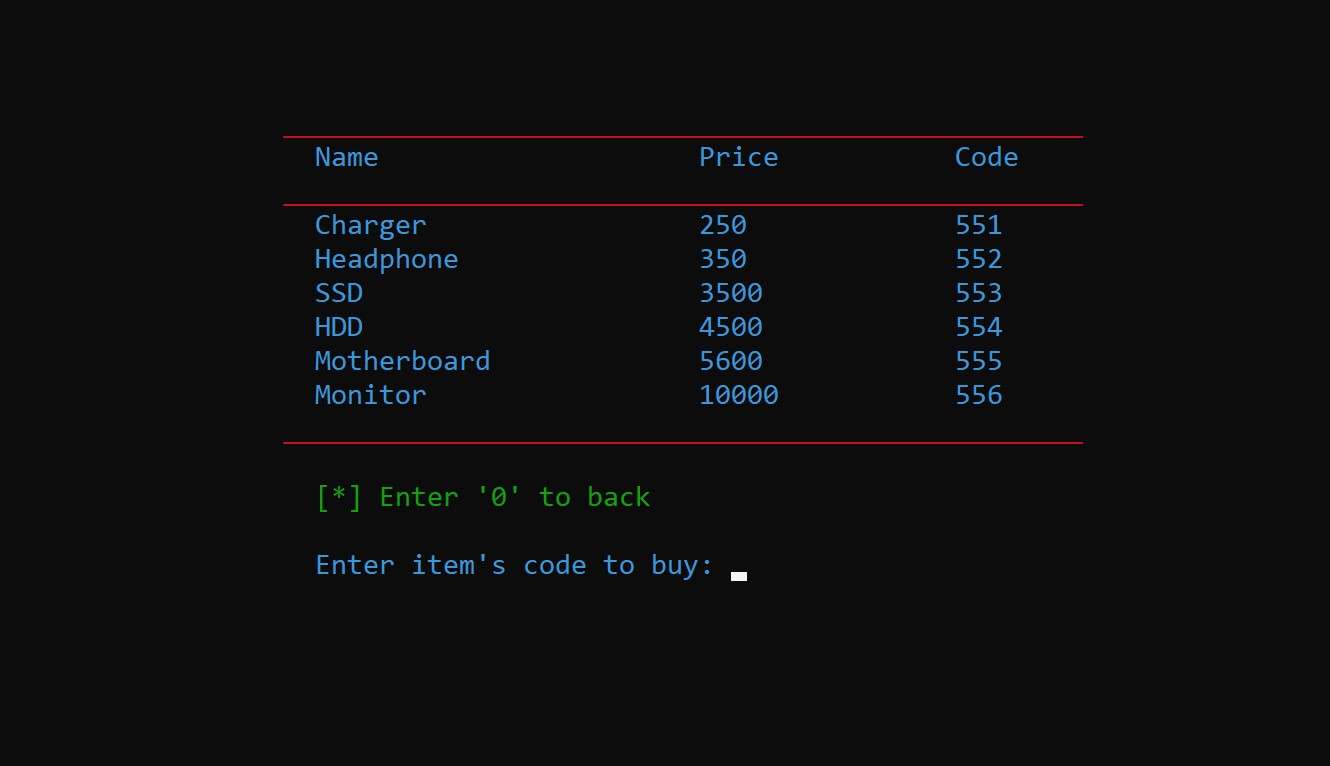 Name Price Code
Charger 250 551
Headphone 350 552
SSD 3500 553
HDD 4500 554
Motherboard 5600 555
Monitor 10000 556
[*] Enter '0' to back
Enter item's code to buy: